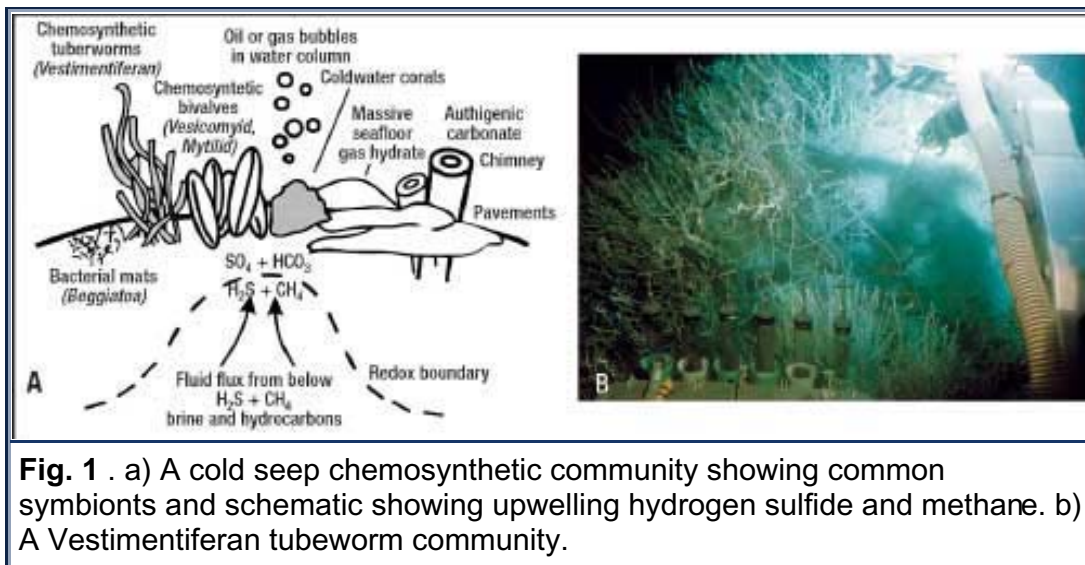 Chemosynthetic
tuberworms
(Vestimentiferan)
Oil or gas bubbles
in water column
Coldwater corals
Chemosyntetic
bivalves
(Vesicomyid,
Mytilid)
Massive
seafloor
gas hydrate
Authigenic
carbonate
Chimney
Pavements
Bacterial mats
(Beggiatoa)
SO4 + HCO3
H2S + CH4
Fluid flux from below
H2S + CH4
brine and hydrocarbons
Redox boundary
A
B
Fig. 1 . a) A cold seep chemosynthetic community showing common
symbionts and schematic showing upwelling hydrogen sulfide and methane. b)
A Vestimentiferan tubeworm community.